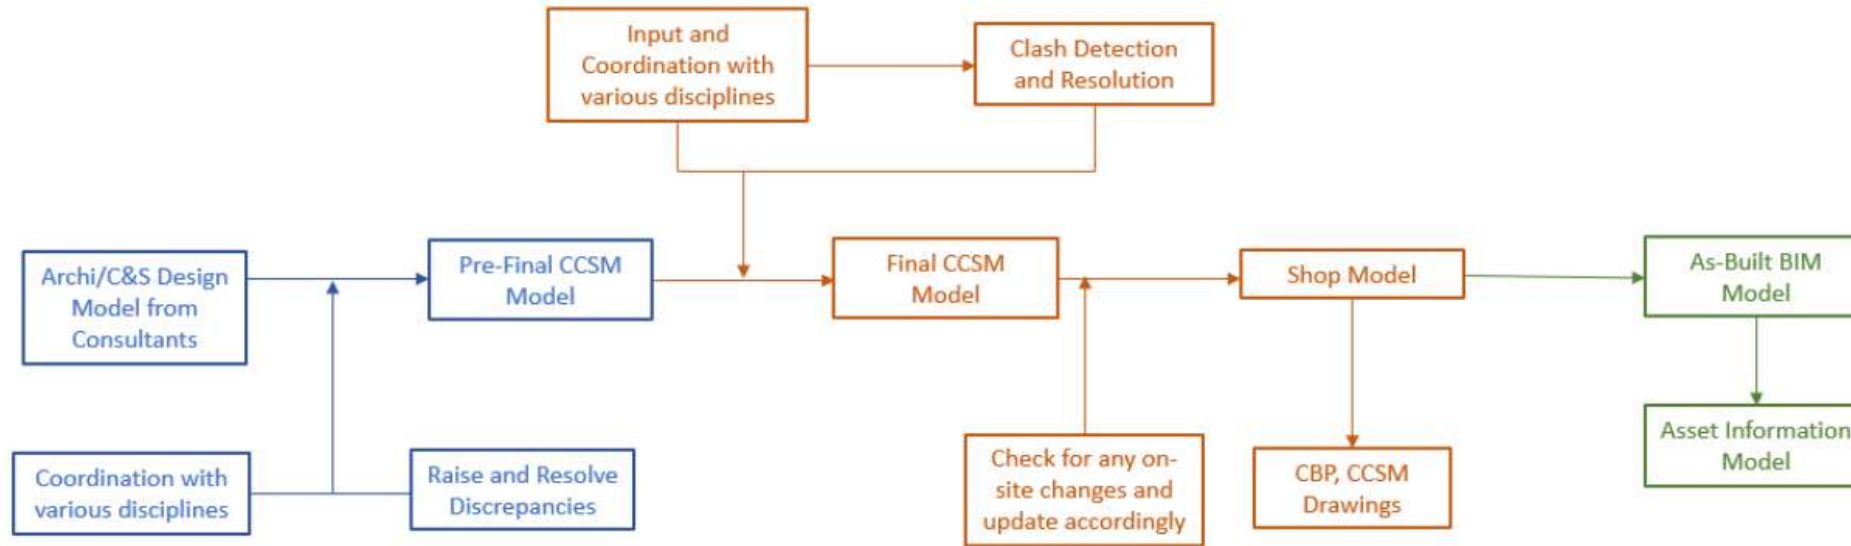 Input and
Coordination with
various disciplines
Clash Detection
and Resolution
Archi/C&S Design
Model from
Consultants
Pre-Final CCSM
Model
Final CCSM
Model
Shop Model
As-Built BIM
Model
Coordination with
various disciplines
Raise and Resolve
Discrepancies
Check for any on-
site changes and
update accordingly
CBP, CCSM
Drawings
Asset Information
Model